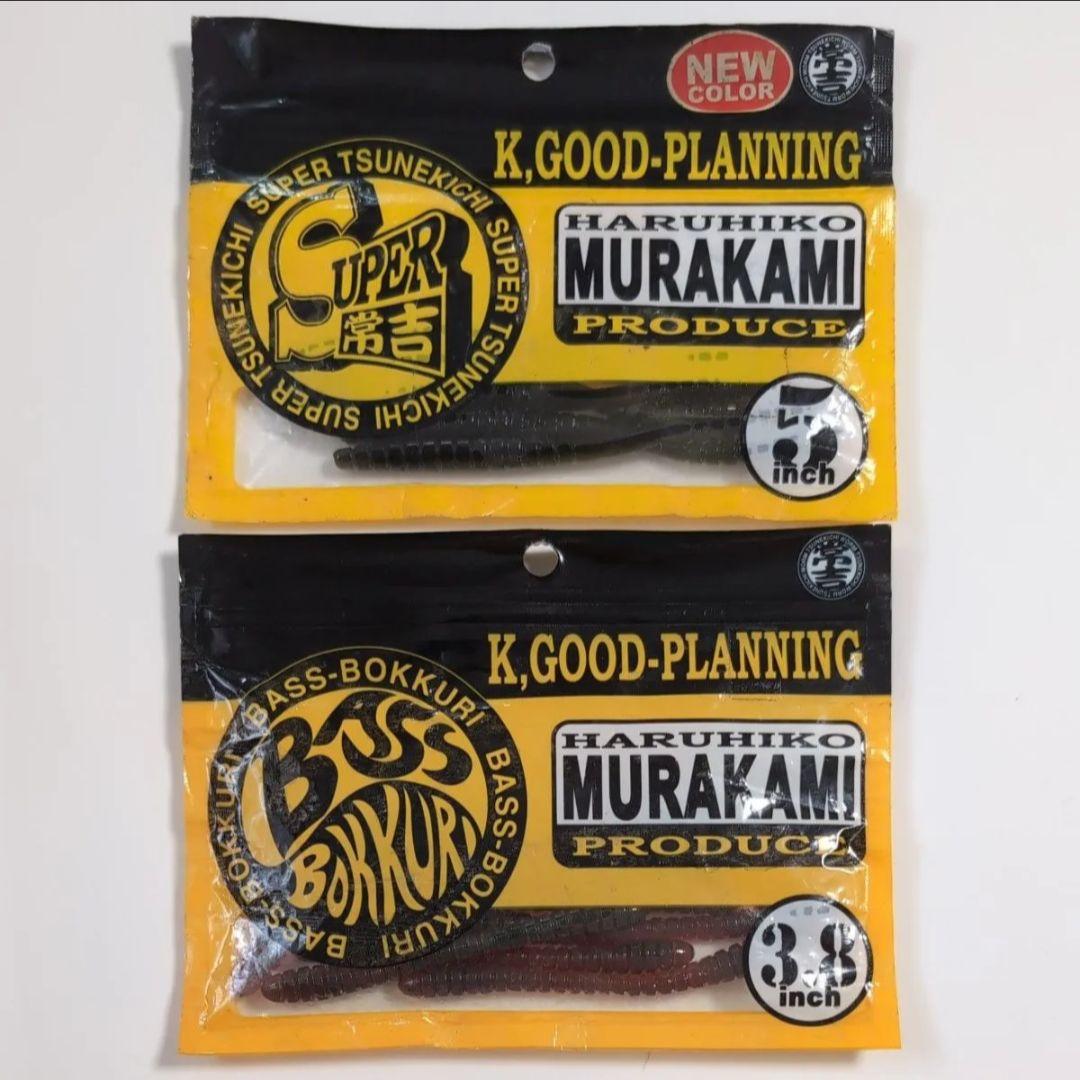 NEW
COLOR
K,GOOD-PLANNING
SUPER TSUNEKICHI SUPER TSUNEKICHI SUPER TSUNEKICHI
SUPER
常吉
HARUHIKO
MURAKAMI
PRODUCE
5
inch
K,GOOD-PLANNING
BASS-BOKKURI BASS-BOKKURI BASS-BOKKURI
BASS
BOKKURI
HARUHIKO
MURAKAMI
PRODUCE
3.8
inch